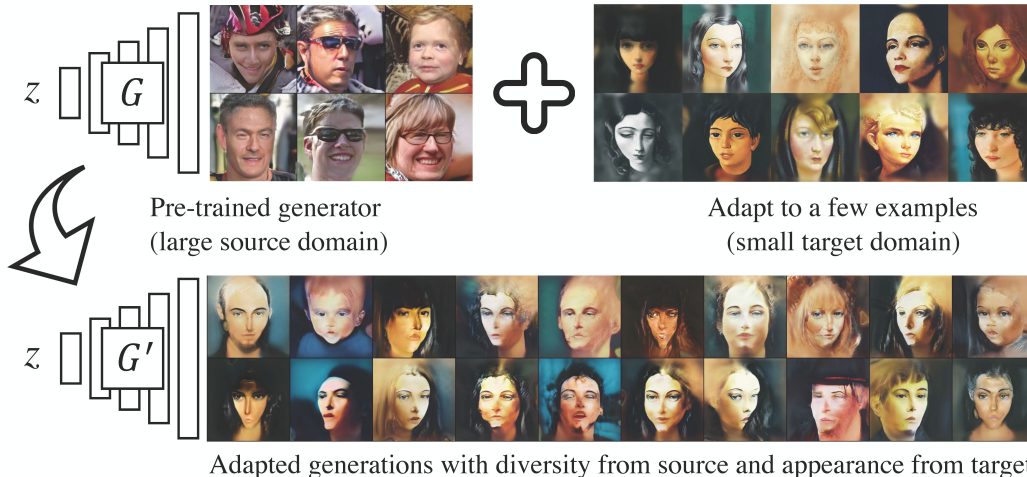 z
G
Pre-trained generator
(large source domain)
Adapt to a few examples
(small target domain)
z
G′
Adapted generations with diversity from source and appearance from target